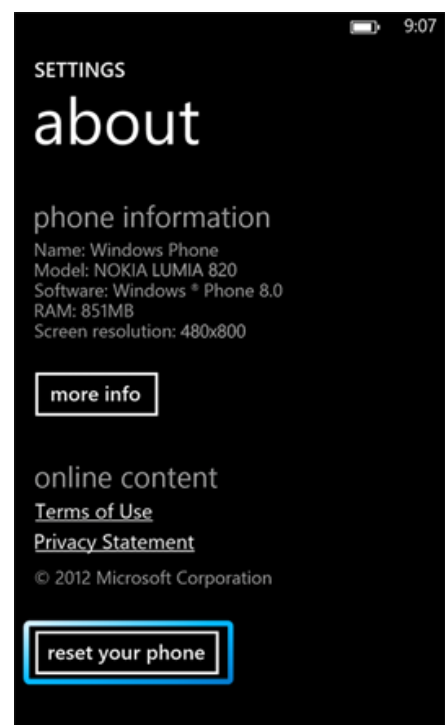 9:07
SETTINGS
about
phone information
Name: Windows Phone
Model: NOKIA LUMIA 820
Software: Windows ® Phone 8.0
RAM: 851MB
Screen resolution: 480x800
more info
online content
Terms of Use
Privacy Statement
© 2012 Microsoft Corporation
reset your phone